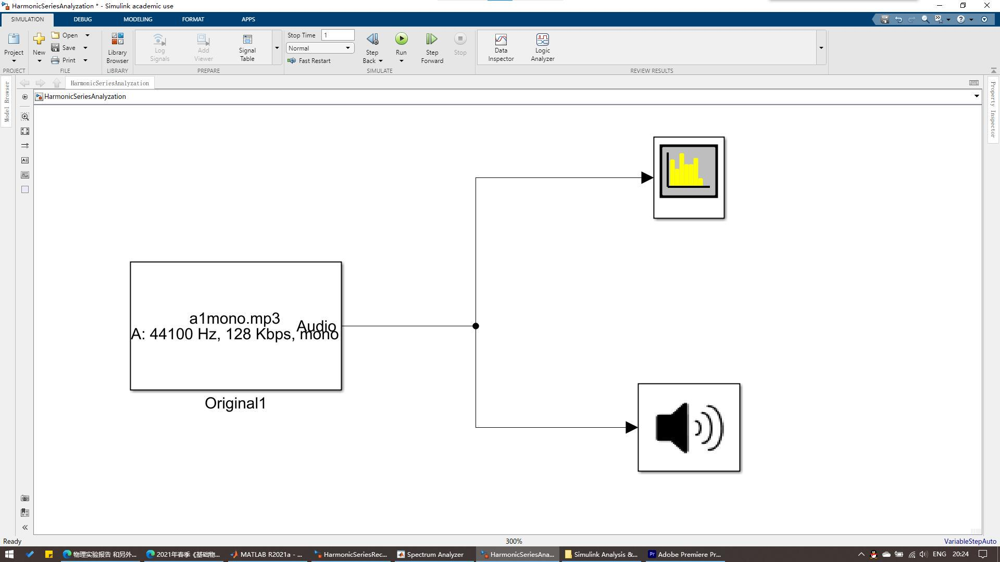 HarmonicSeriesAnalyzation * - Simulink academic use
SIMULATION
DEBUG
MODELING
FORMAT
APPS
Project
New
Open
Save
Print
Library
Browser
Log
Signals
Add
Viewer
Signal
Table
Stop Time
1
Normal
Fast Restart
Step
Back
Run
Step
Forward
Stop
Data
Inspector
Logic
Analyzer
PROJECT
FILE
LIBRARY
PREPARE
SIMULATE
REVIEW RESULTS
Model Browser
HarmonicSeriesAnalyzation
Property Inspector
HarmonicSeriesAnalyzation
a1mono.mp3
Audio
A: 44100 Hz, 128 Kbps, mono
Original1
Ready
300%
VariableStepAuto
物理实验报告 和另外...
2021年春季《基础物...
MATLAB R2021a - ...
HarmonicSeriesRec...
Spectrum Analyzer
HarmonicSeriesAna...
Simulink Analysis &...
Pr
Adobe Premiere Pr...
ENG
20:24